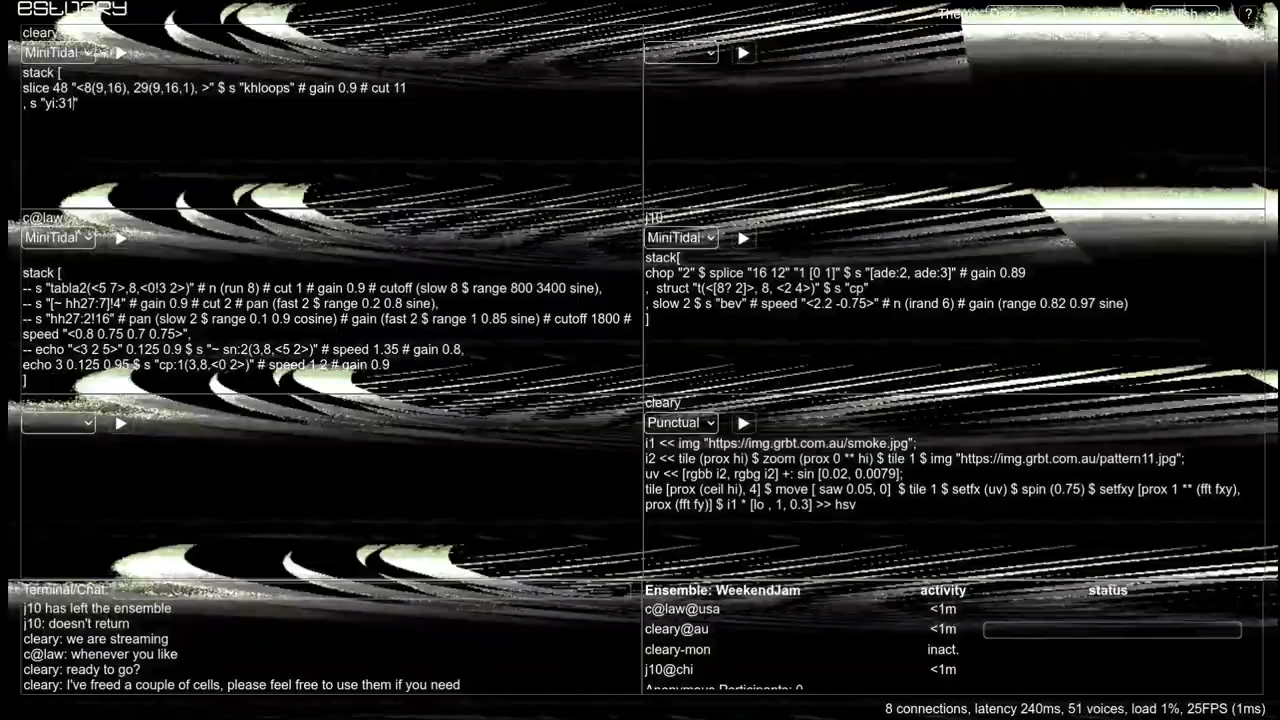 estuary
cleary
MiniTidal
stack [
slice 48 "<8(9,16), 29(9,16,1), >" $ s "khloops" # gain 0.9 # cut 11
, s "yi:31"
c@law
MiniTidal
stack [
-- s "tabla2(<5 7>,8,<0!3 2>)" # n (run 8) # cut 1 # gain 0.9 # cutoff (slow 8 $ range 800 3400 sine),
-- s "[~ hh27:7]!4" # gain 0.9 # cut 2 # pan (fast 2 $ range 0.2 0.8 sine),
-- s "hh27:2!16" # pan (slow 2 $ range 0.1 0.9 cosine) # gain (fast 2 $ range 1 0.85 sine) # cutoff 1800 #
speed "<0.8 0.75 0.7 0.75>",
-- echo "<3 2 5>" 0.125 0.9 $ s "~ sn:2(3,8,<5 2>)" # speed 1.35 # gain 0.8,
echo 3 0.125 0.95 $ s "cp:1(3,8,<0 2>)" # speed 1.2 # gain 0.9
]
j10
MiniTidal
stack[
chop "2" $ splice "16 12" "1 [0 1]" $ s "[ade:2, ade:3]" # gain 0.89
, struct "t(<[8? 2]>, 8, <2 4>)" $ s "cp"
, slow 2 $ s "bev" # speed "<2.2 -0.75>" # n (irand 6) # gain (range 0.82 0.97 sine)
]
cleary
Punctual
i1 << img "https://img.grbt.com.au/smoke.jpg";
i2 << tile (prox hi) $ zoom (prox 0 ** hi) $ tile 1 $ img "https://img.grbt.com.au/pattern11.jpg";
uv << [rgbb i2, rgbg i2] +: sin [0.02, 0.0079];
tile [prox (ceil hi), 4] $ move [ saw 0.05, 0] $ tile 1 $ setfx (uv) $ spin (0.75) $ setfxy [prox 1 ** (fft fxy),
prox (fft fy)] $ i1 * [lo , 1, 0.3] >> hsv
Terminal/Chat:
j10 has left the ensemble
j10: doesn't return
cleary: we are streaming
c@law: whenever you like
cleary: ready to go?
cleary: I've freed a couple of cells, please feel free to use them if you need
Ensemble: WeekendJam activity status
c@law@usa <1m
cleary@au <1m
cleary-mon inact.
j10@chi <1m
Anonymous Participants: 0
8 connections, latency 240ms, 51 voices, load 1%, 25FPS (1ms)
English
?